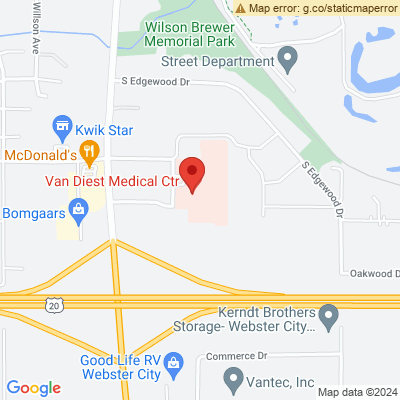 Map error: g.co/staticmaperror
Willson Ave
Wilson Brewer
Memorial Park
Street Department
S Edgewood Dr
Kwik Star
McDonald's
Van Diest Medical Ctr
S Edgewood Dr
Bomgaars
Oakwood D
20
Kerndt Brothers
Storage- Webster City...
Good Life RV
Webster City
Commerce Dr
Vantec, Inc
Google
Map data ©2024